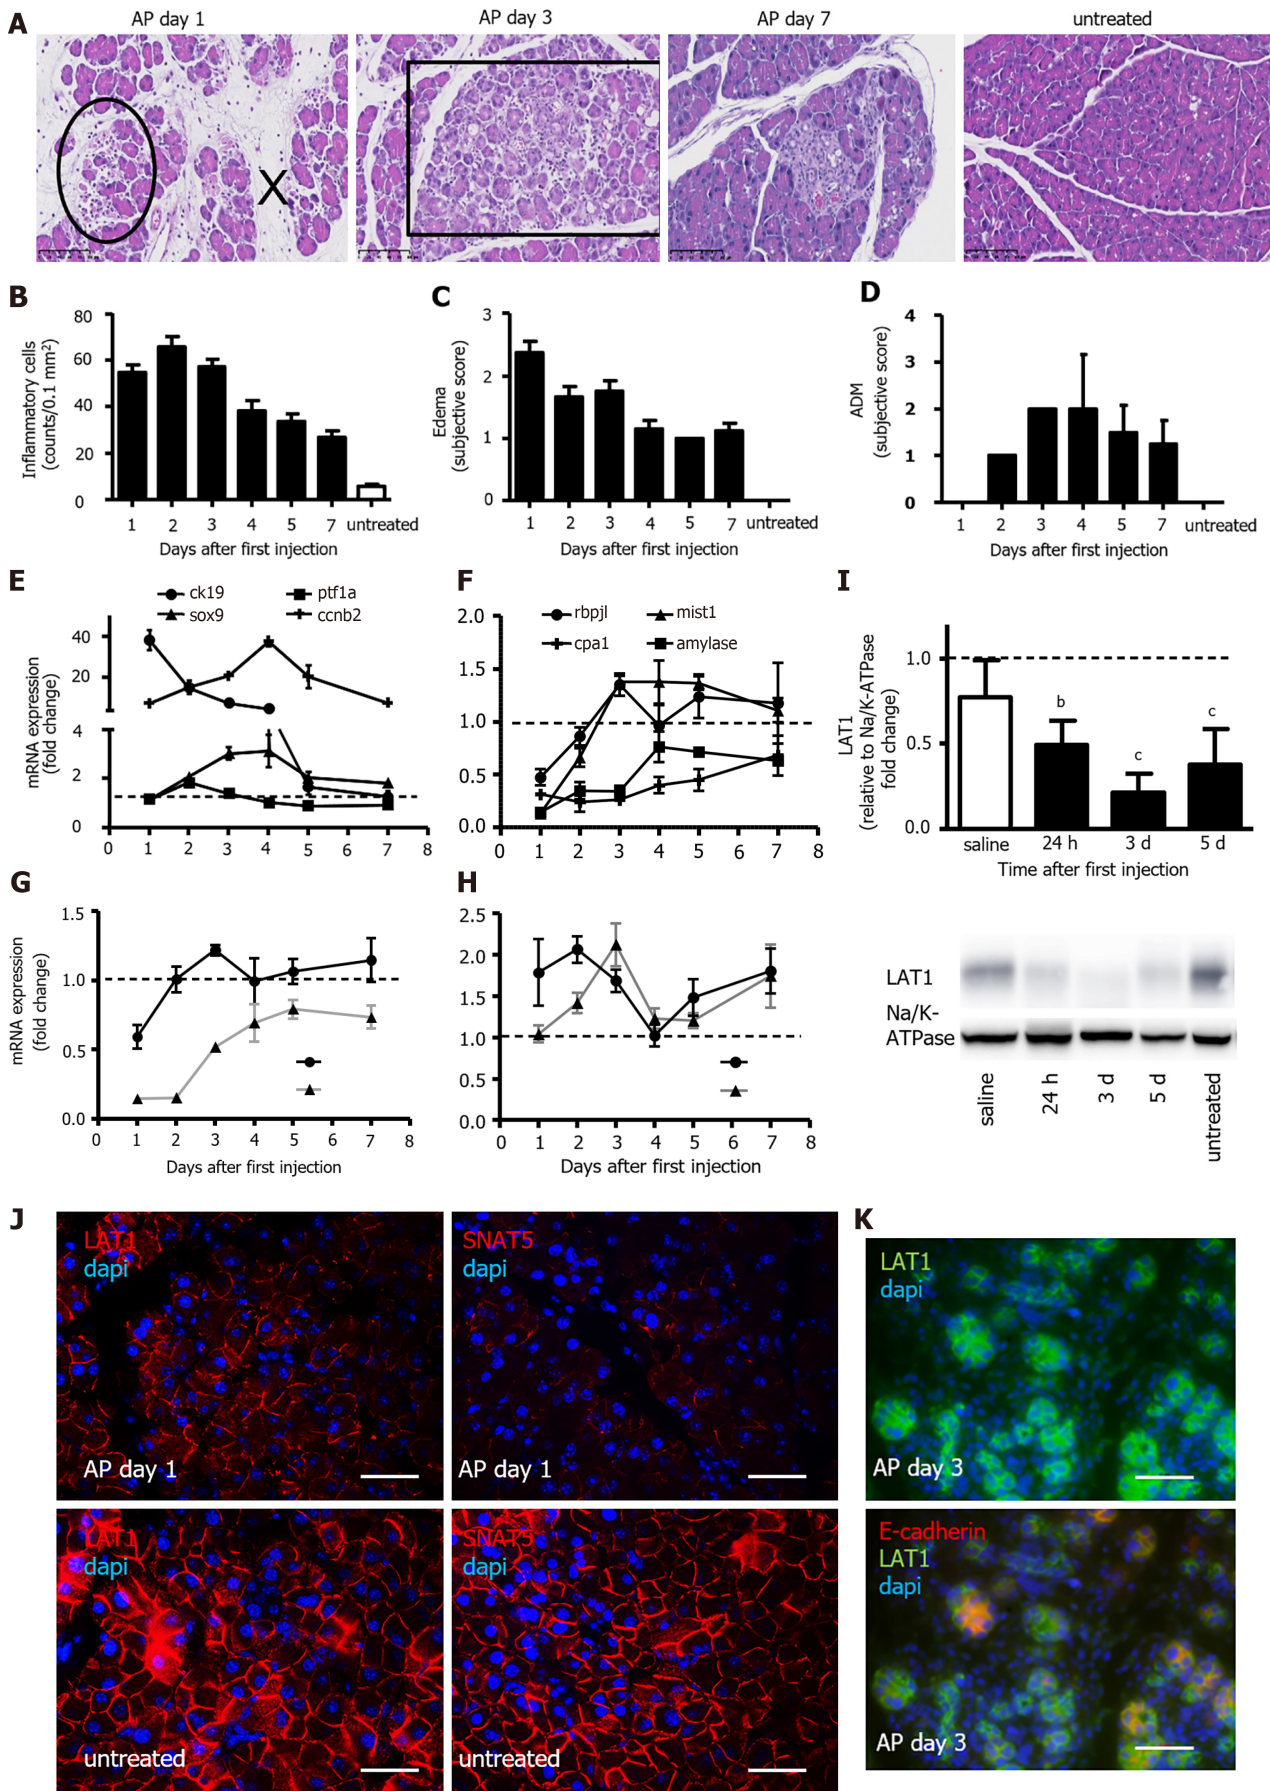 A
AP day 1
AP day 3
AP day 7
untreated
X
B
Inflammatory cells
(counts/0.1 mm²)
80
60
40
20
0
1 2 3 4 5 7 untreated
Days after first injection
C
Edema
(subjective score)
3
2
1
0
1 2 3 4 5 7 untreated
Days after first injection
D
ADM
(subjective score)
4
3
2
1
0
1 2 3 4 5 7 untreated
Days after first injection
E
ck19
ptf1a
sox9
ccnb2
mRNA expression
(fold change)
40
20
4
2
0
0 1 2 3 4 5 6 7 8
F
rbpjl
mist1
cpa1
amylase
2.0
1.5
1.0
0.5
0.0
0 1 2 3 4 5 6 7 8
I
LAT1
(relative to Na/K-ATPase
fold change)
1.0
0.5
0.0
b
c
c
saline 24 h 3 d 5 d
Time after first injection
G
mRNA expression
(fold change)
1.5
1.0
0.5
0.0
0 1 2 3 4 5 6 7 8
Days after first injection
H
2.5
2.0
1.5
1.0
0.5
0.0
0 1 2 3 4 5 6 7 8
Days after first injection
LAT1
Na/K-
ATPase
saline
24 h
3 d
5 d
untreated
J
LAT1
dapi
AP day 1
SNAT5
dapi
AP day 1
LAT1
dapi
untreated
SNAT5
dapi
untreated
K
LAT1
dapi
AP day 3
E-cadherin
LAT1
dapi
AP day 3